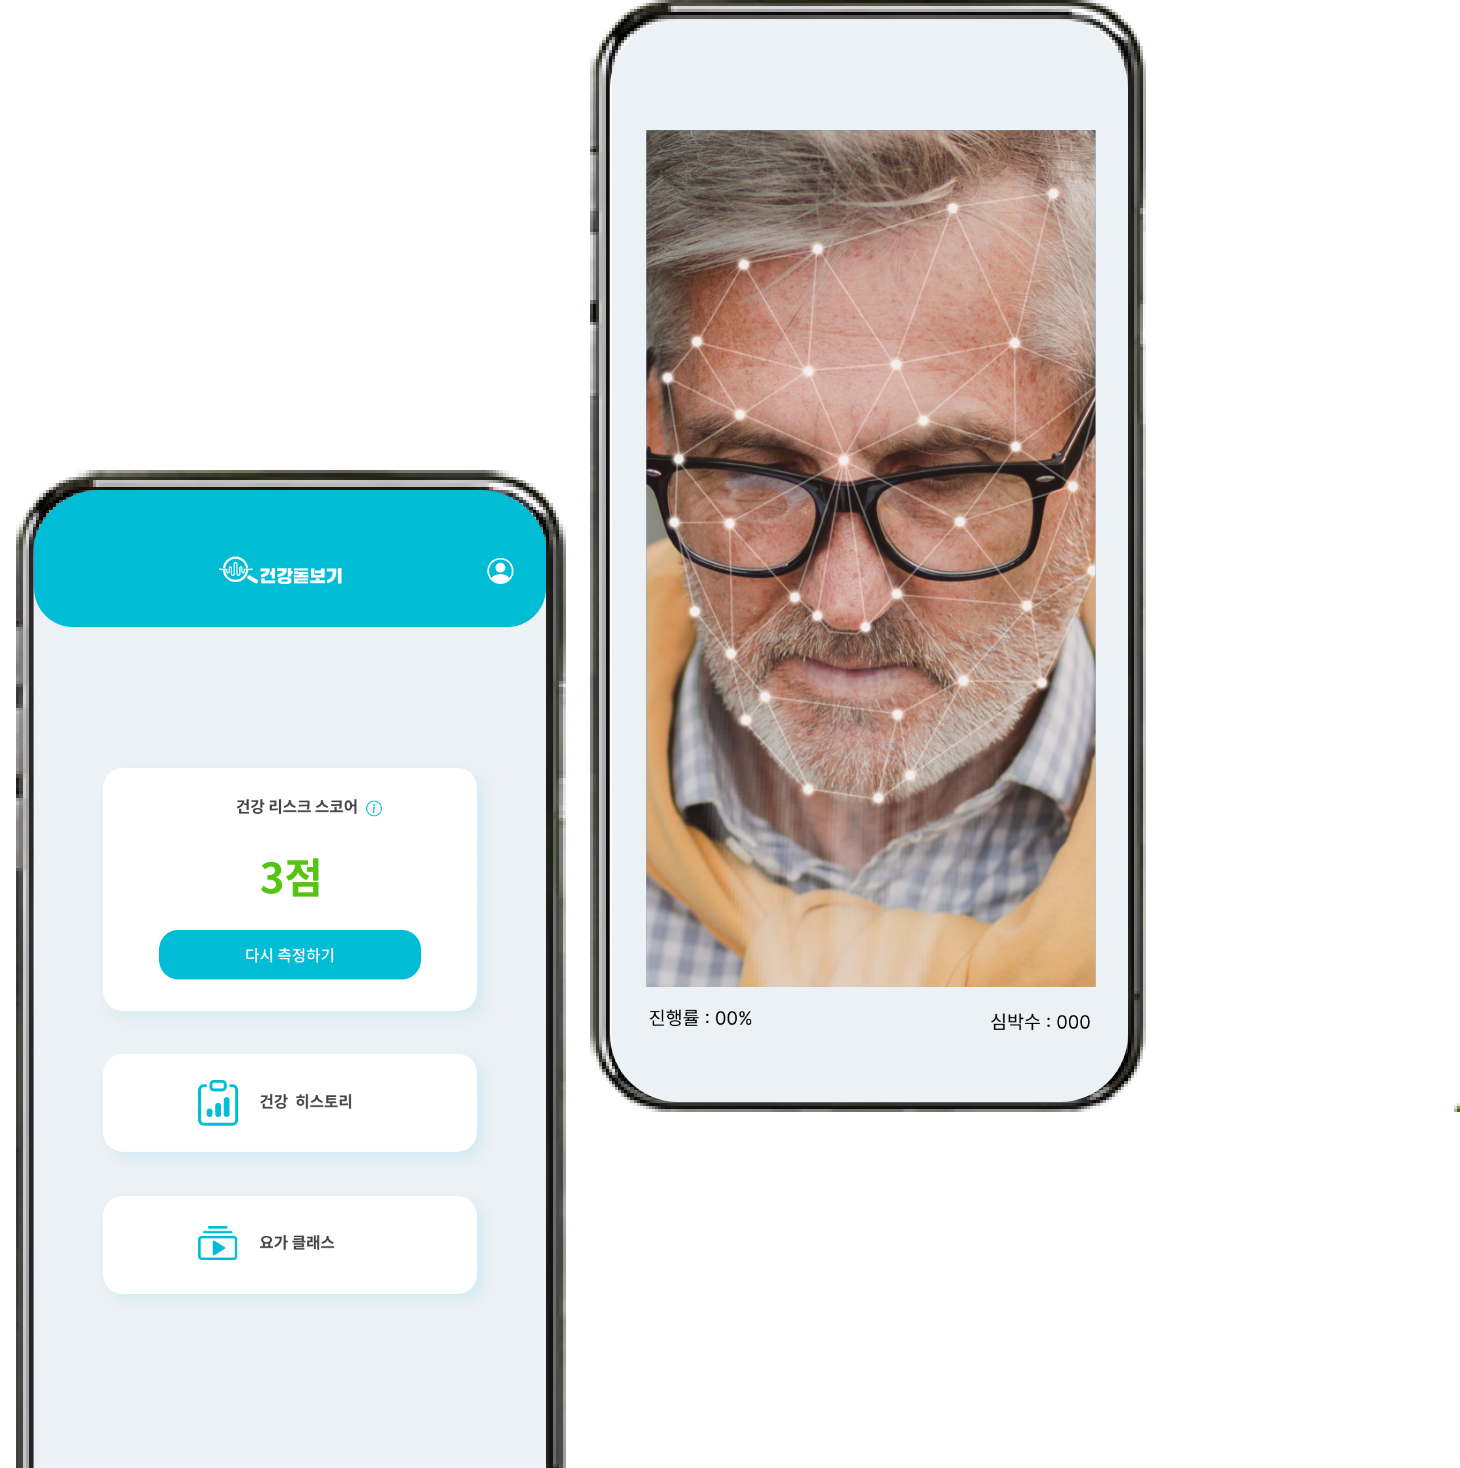 건강돋보기
건강 리스크 스코어
3점
다시 측정하기
건강 히스토리
요가 클래스
진행률 : 00%
심박수 : 000